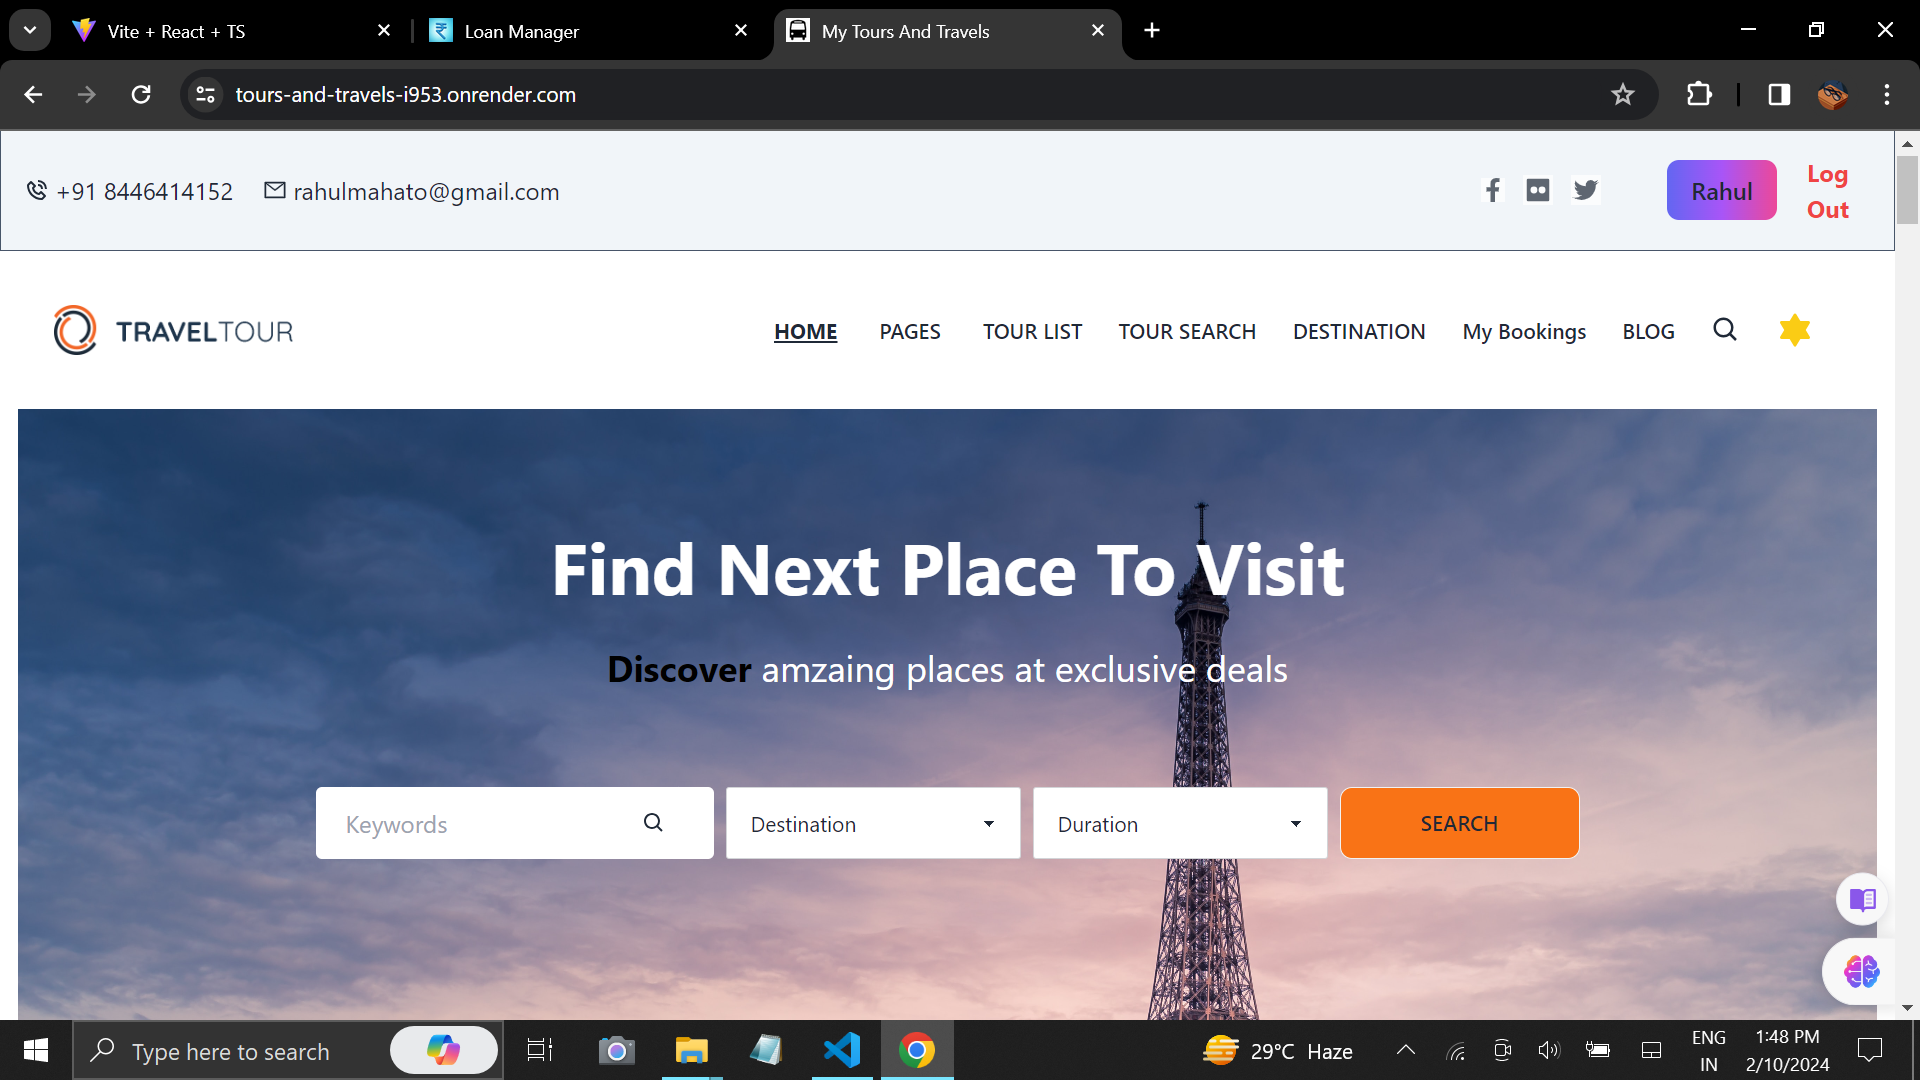 Vite + React + TS
Loan Manager
My Tours And Travels
tours-and-travels-i953.onrender.com
+91 8446414152 rahulmahato@gmail.com
Rahul
Log
Out
TRAVELTOUR
HOME PAGES TOUR LIST TOUR SEARCH DESTINATION My Bookings BLOG
Find Next Place To Visit
Discover amzaing places at exclusive deals
Keywords
Destination
Duration
SEARCH
Type here to search
29°C Haze
ENG
IN
1:48 PM
2/10/2024